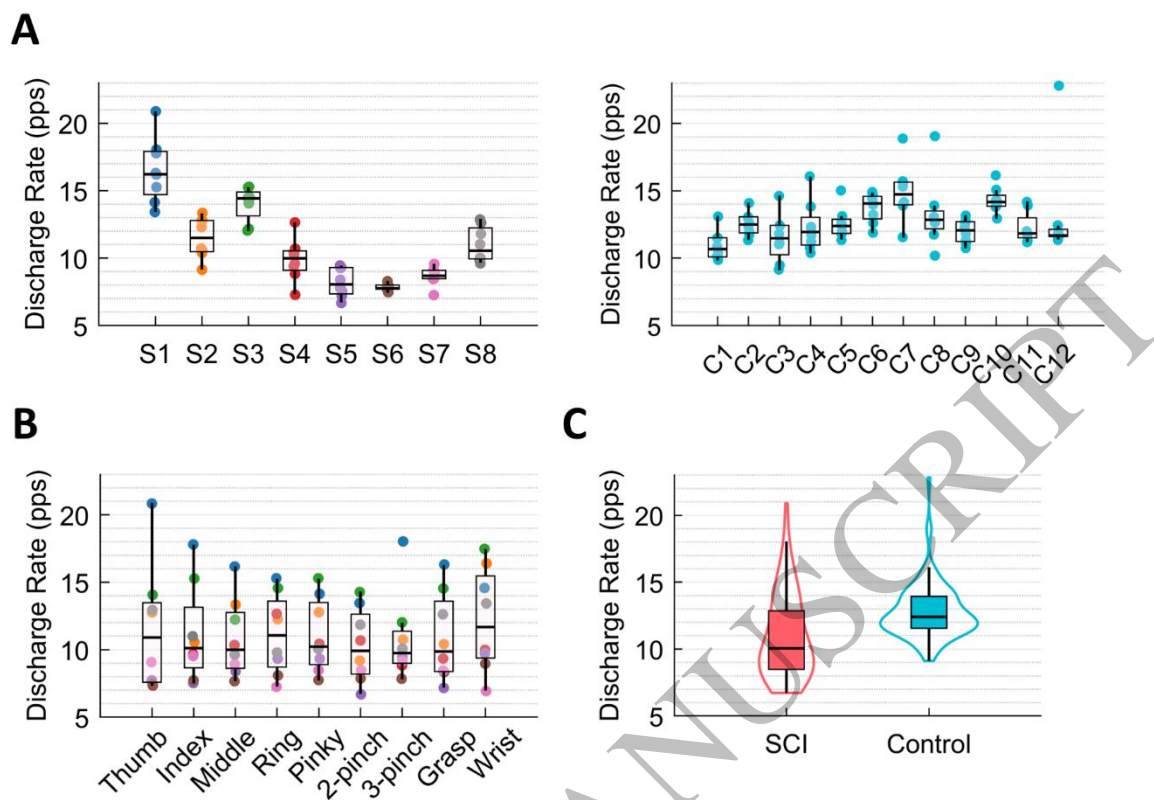 A
Discharge Rate (pps)
20
15
10
5
S1 S2 S3 S4 S5 S6 S7 S8
Discharge Rate (pps)
20
15
10
5
C1 C2 C3 C4 C5 C6 C7 C8 C9 C10 C11 C12
B
Discharge Rate (pps)
20
15
10
5
Thumb Index Middle Ring Pinky 2-pinch 3-pinch Grasp Wrist
C
Discharge Rate (pps)
20
15
10
5
SCI Control
ANUSCRIPT